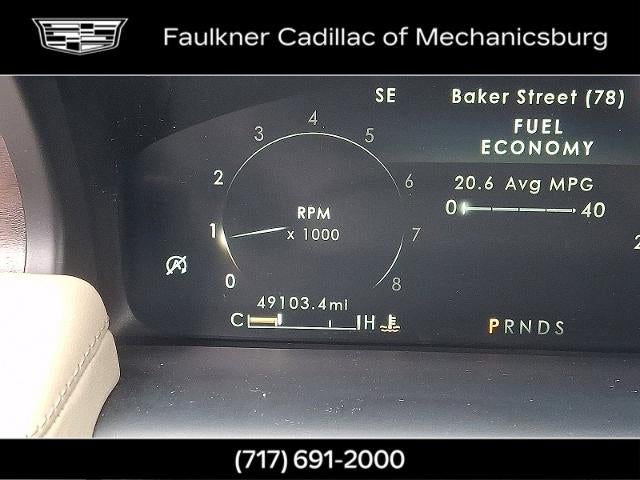 Faulkner Cadillac of Mechanicsburg
SE Baker Street (78)
FUEL
ECONOMY
20.6 Avg MPG
0 40
2
0 1 2 3 4 5 6 7 8
RPM
x 1000
A
49103.4mi
C H
PRNDS
(717) 691-2000